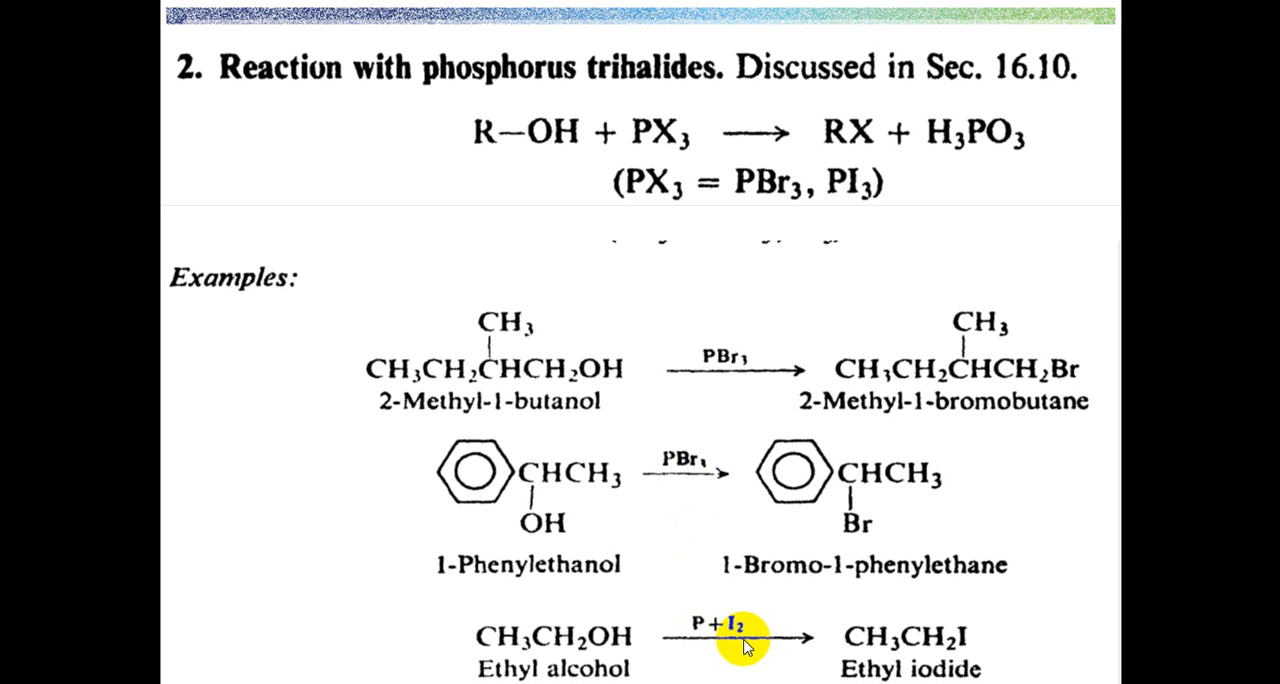 2. Reaction with phosphorus trihalides. Discussed in Sec. 16.10.
R—OH + PX₃ ⟶ RX + H₃PO₃
(PX₃ = PBr₃, PI₃)
Examples:
CH₃ CH₃
CH₃CH₂CHCH₂OH PBr₃ CH₃CH₂CHCH₂Br
2-Methyl-1-butanol 2-Methyl-1-bromobutane
CHCH₃ PBr₃ CHCH₃
OH Br
1-Phenylethanol 1-Bromo-1-phenylethane
P + I₂
CH₃CH₂OH CH₃CH₂I
Ethyl alcohol Ethyl iodide